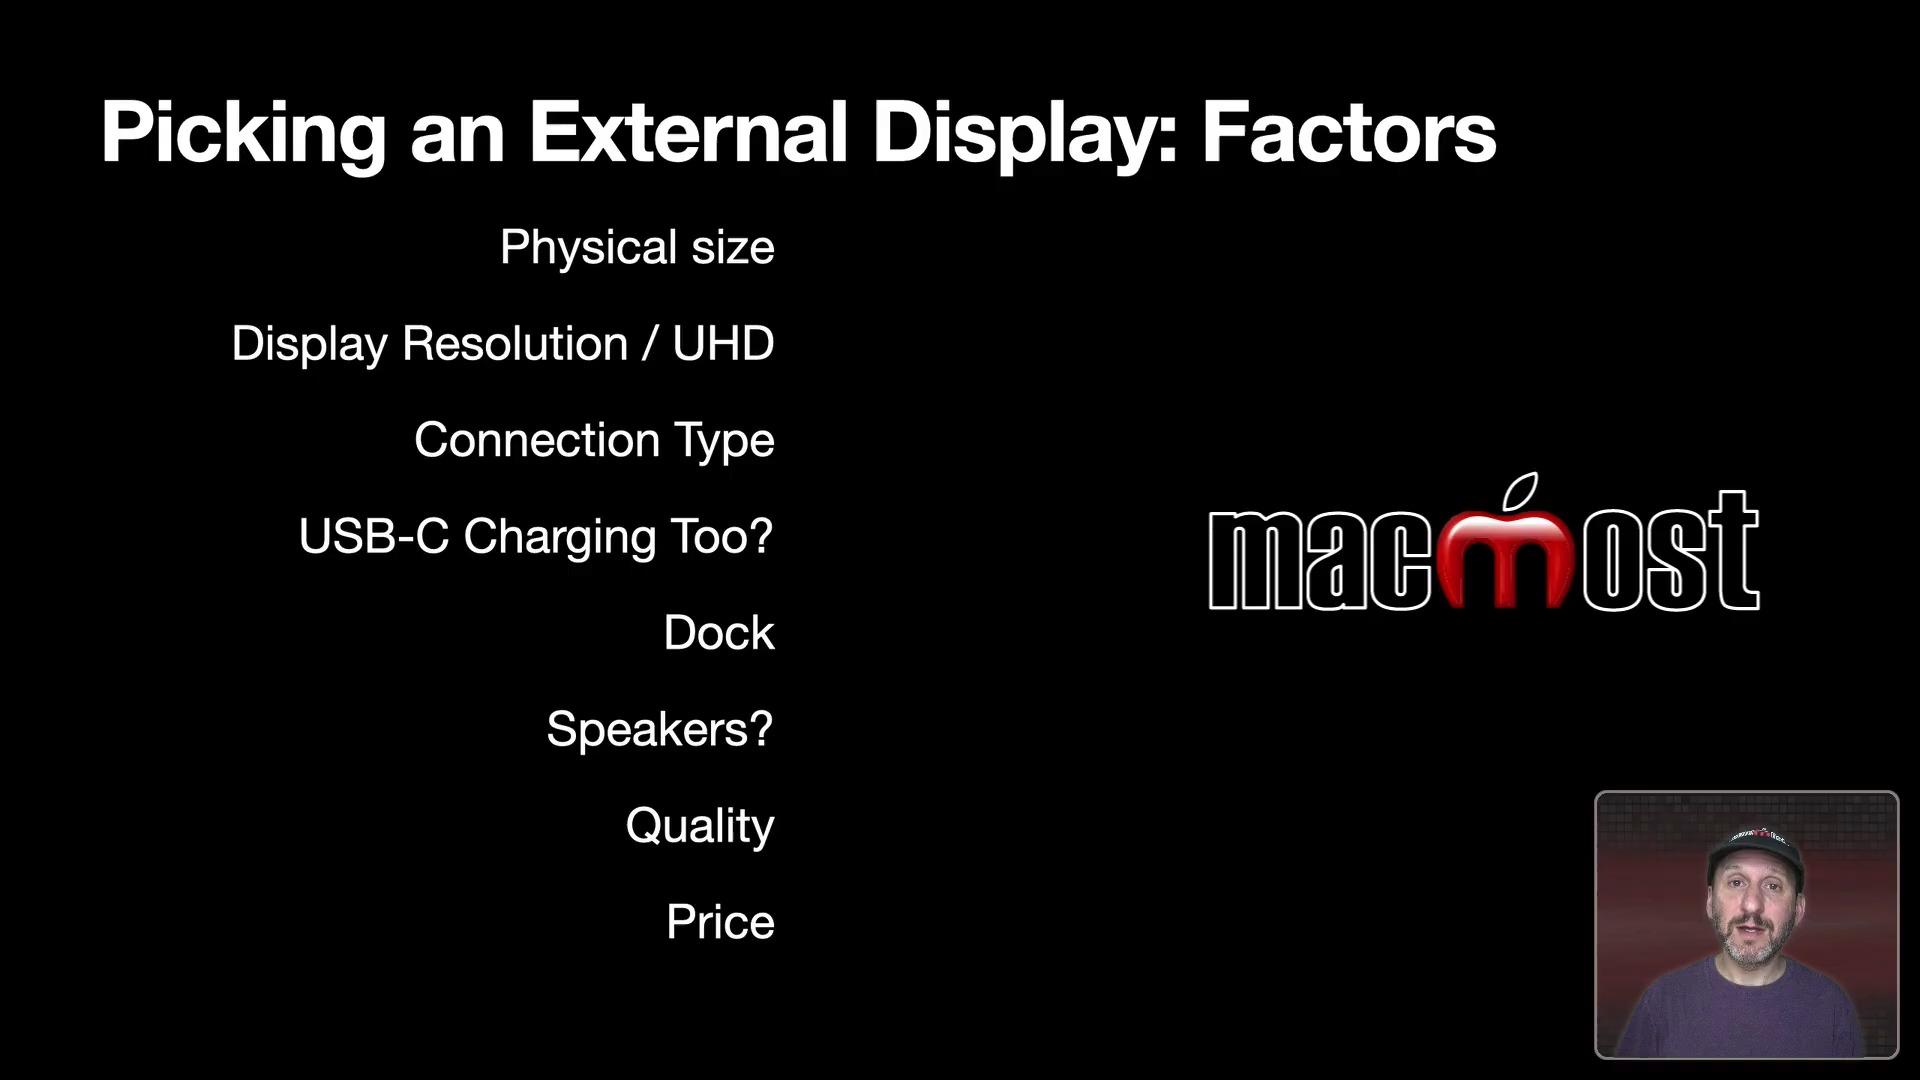 Picking an External Display: Factors
Physical size
Display Resolution / UHD
Connection Type
USB-C Charging Too?
Dock
Speakers?
Quality
Price
macmost